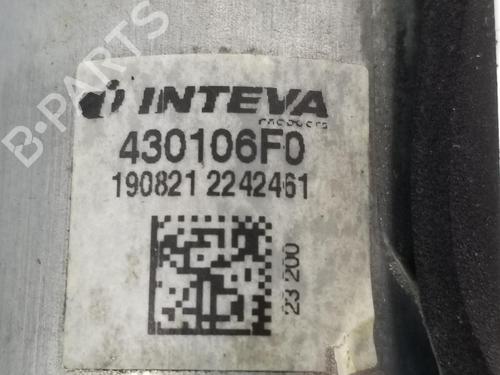 B-PARTS
INTEVA
PRODUCTS
430106F0
190821 2242461
23 200